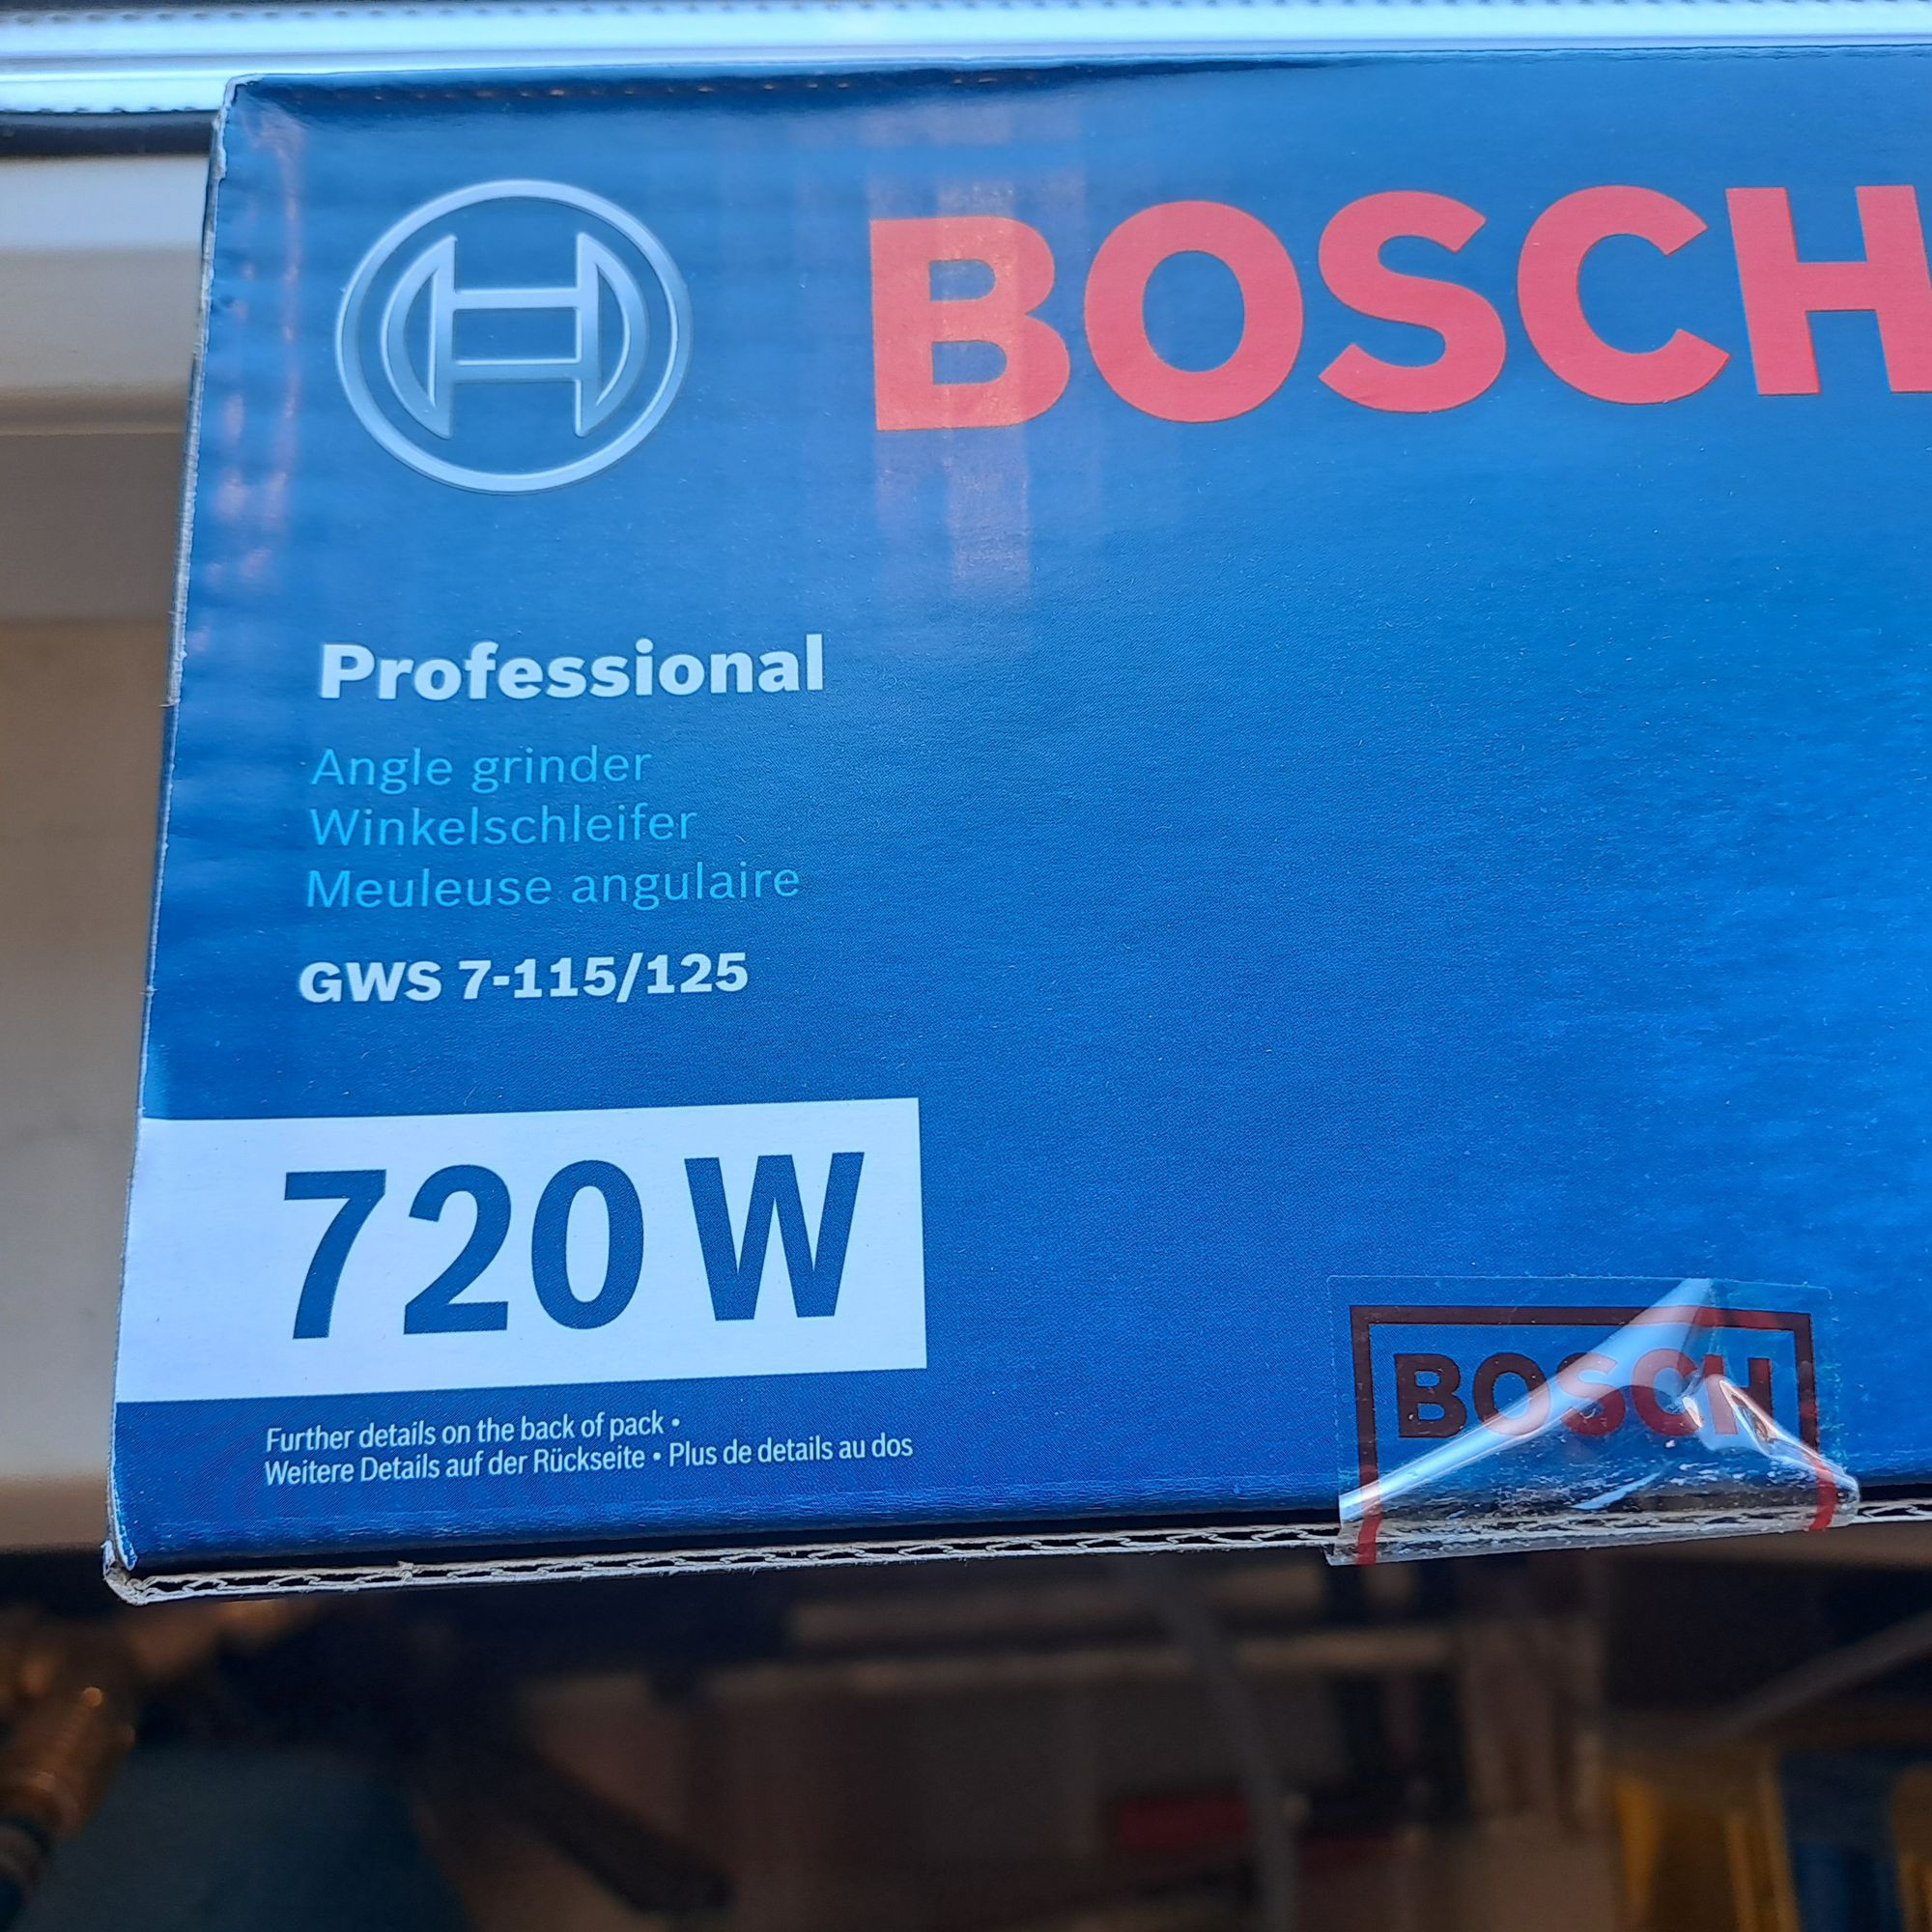 BOSCH
Professional
Angle grinder
Winkelschleifer
Meuleuse angulaire
GWS 7-115/125
720 W
Further details on the back of pack •
Weitere Details auf der Rückseite • Plus de details au dos
BOSCH